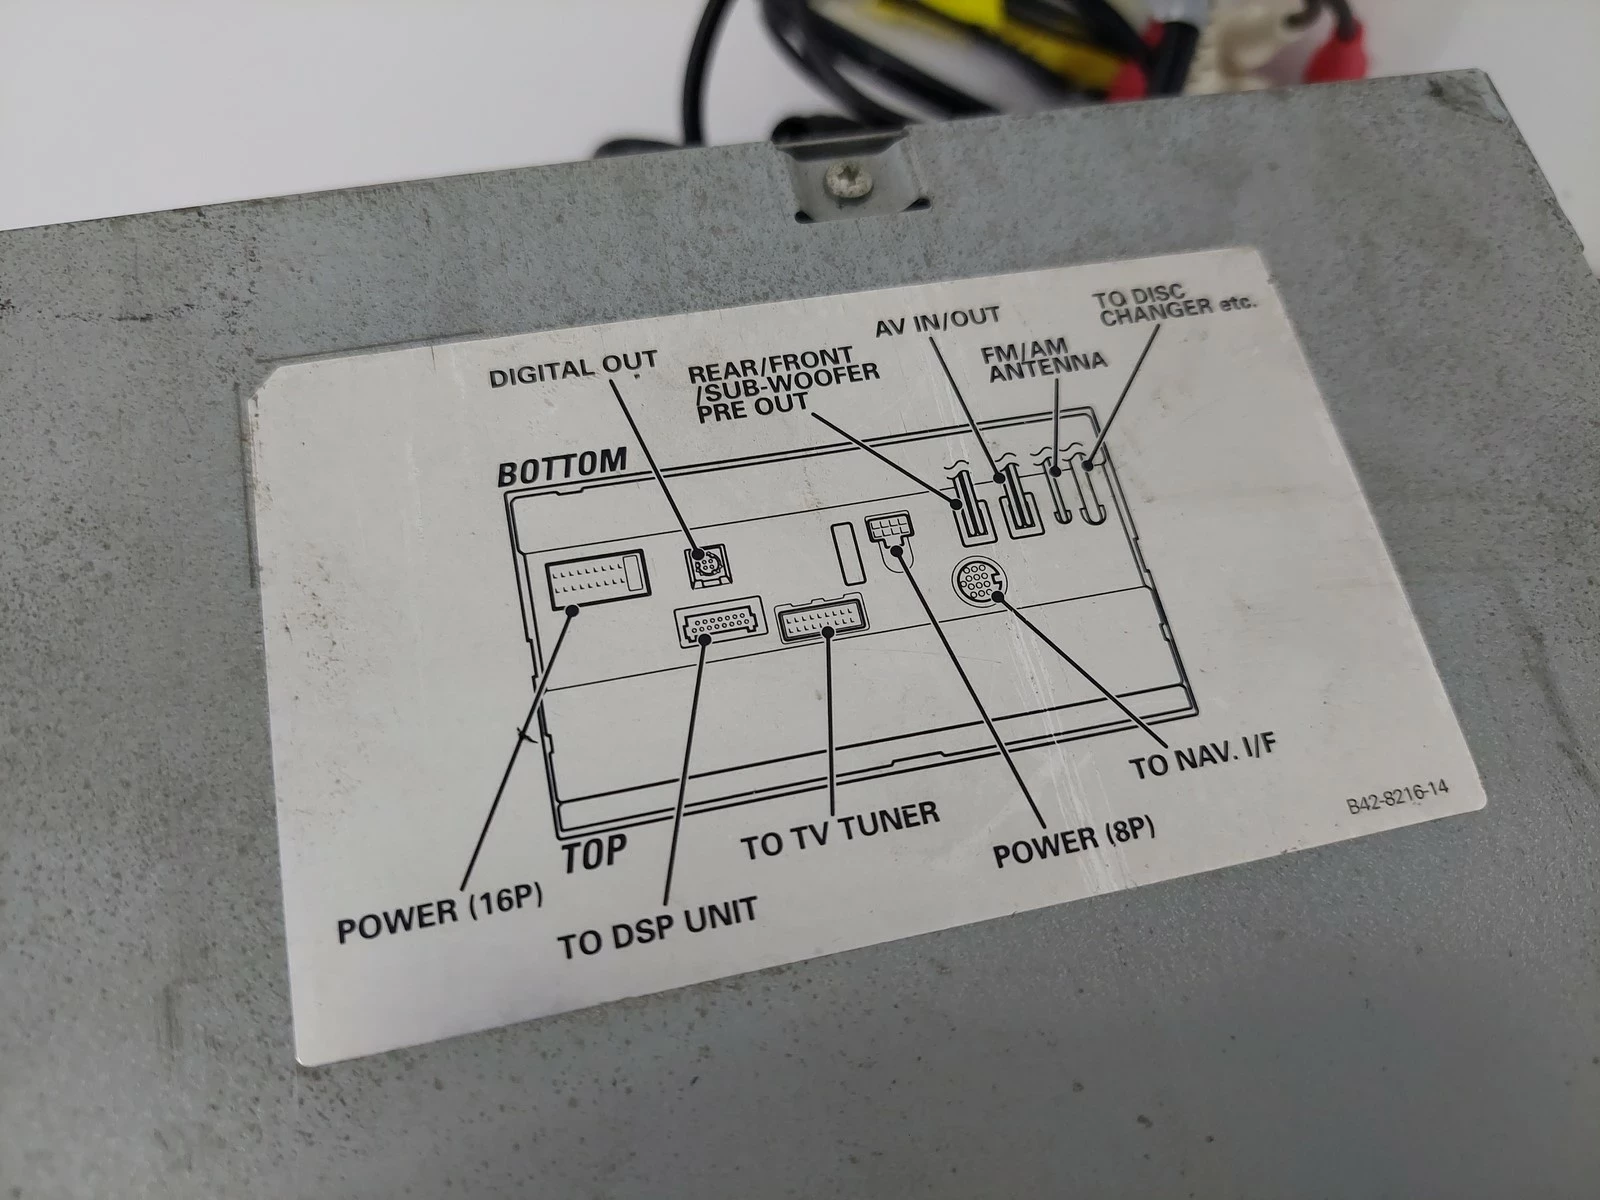 DIGITAL OUT
REAR/FRONT
/SUB-WOOFER
PRE OUT
AV IN/OUT
FM/AM
ANTENNA
TO DISC
CHANGER etc.
BOTTOM
TOP
POWER (16P)
TO DSP UNIT
TO TV TUNER
POWER (8P)
TO NAV. I/F
B42-8216-14